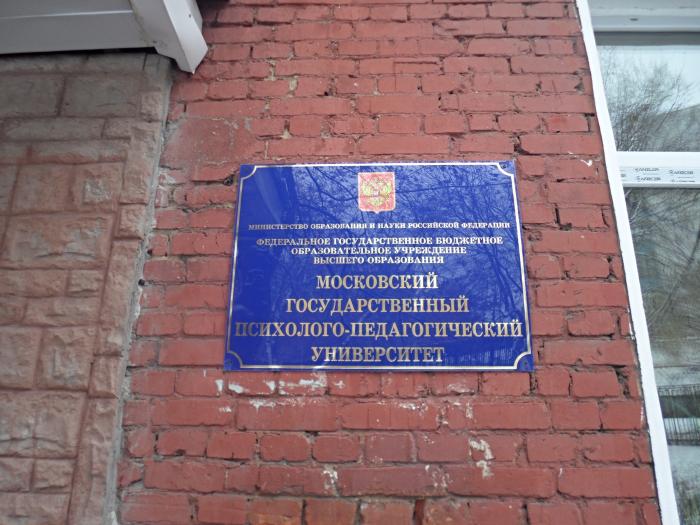 МИНИСТЕРСТВО ОБРАЗОВАНИЯ И НАУКИ РОССИЙСКОЙ ФЕДЕРАЦИИ
ФЕДЕРАЛЬНОЕ ГОСУДАРСТВЕННОЕ БЮДЖЕТНОЕ
ОБРАЗОВАТЕЛЬНОЕ УЧРЕЖДЕНИЕ
ВЫСШЕГО ОБРАЗОВАНИЯ
МОСКОВСКИЙ
ГОСУДАРСТВЕННЫЙ
ПСИХОЛОГО-ПЕДАГОГИЧЕСКИЙ
УНИВЕРСИТЕТ